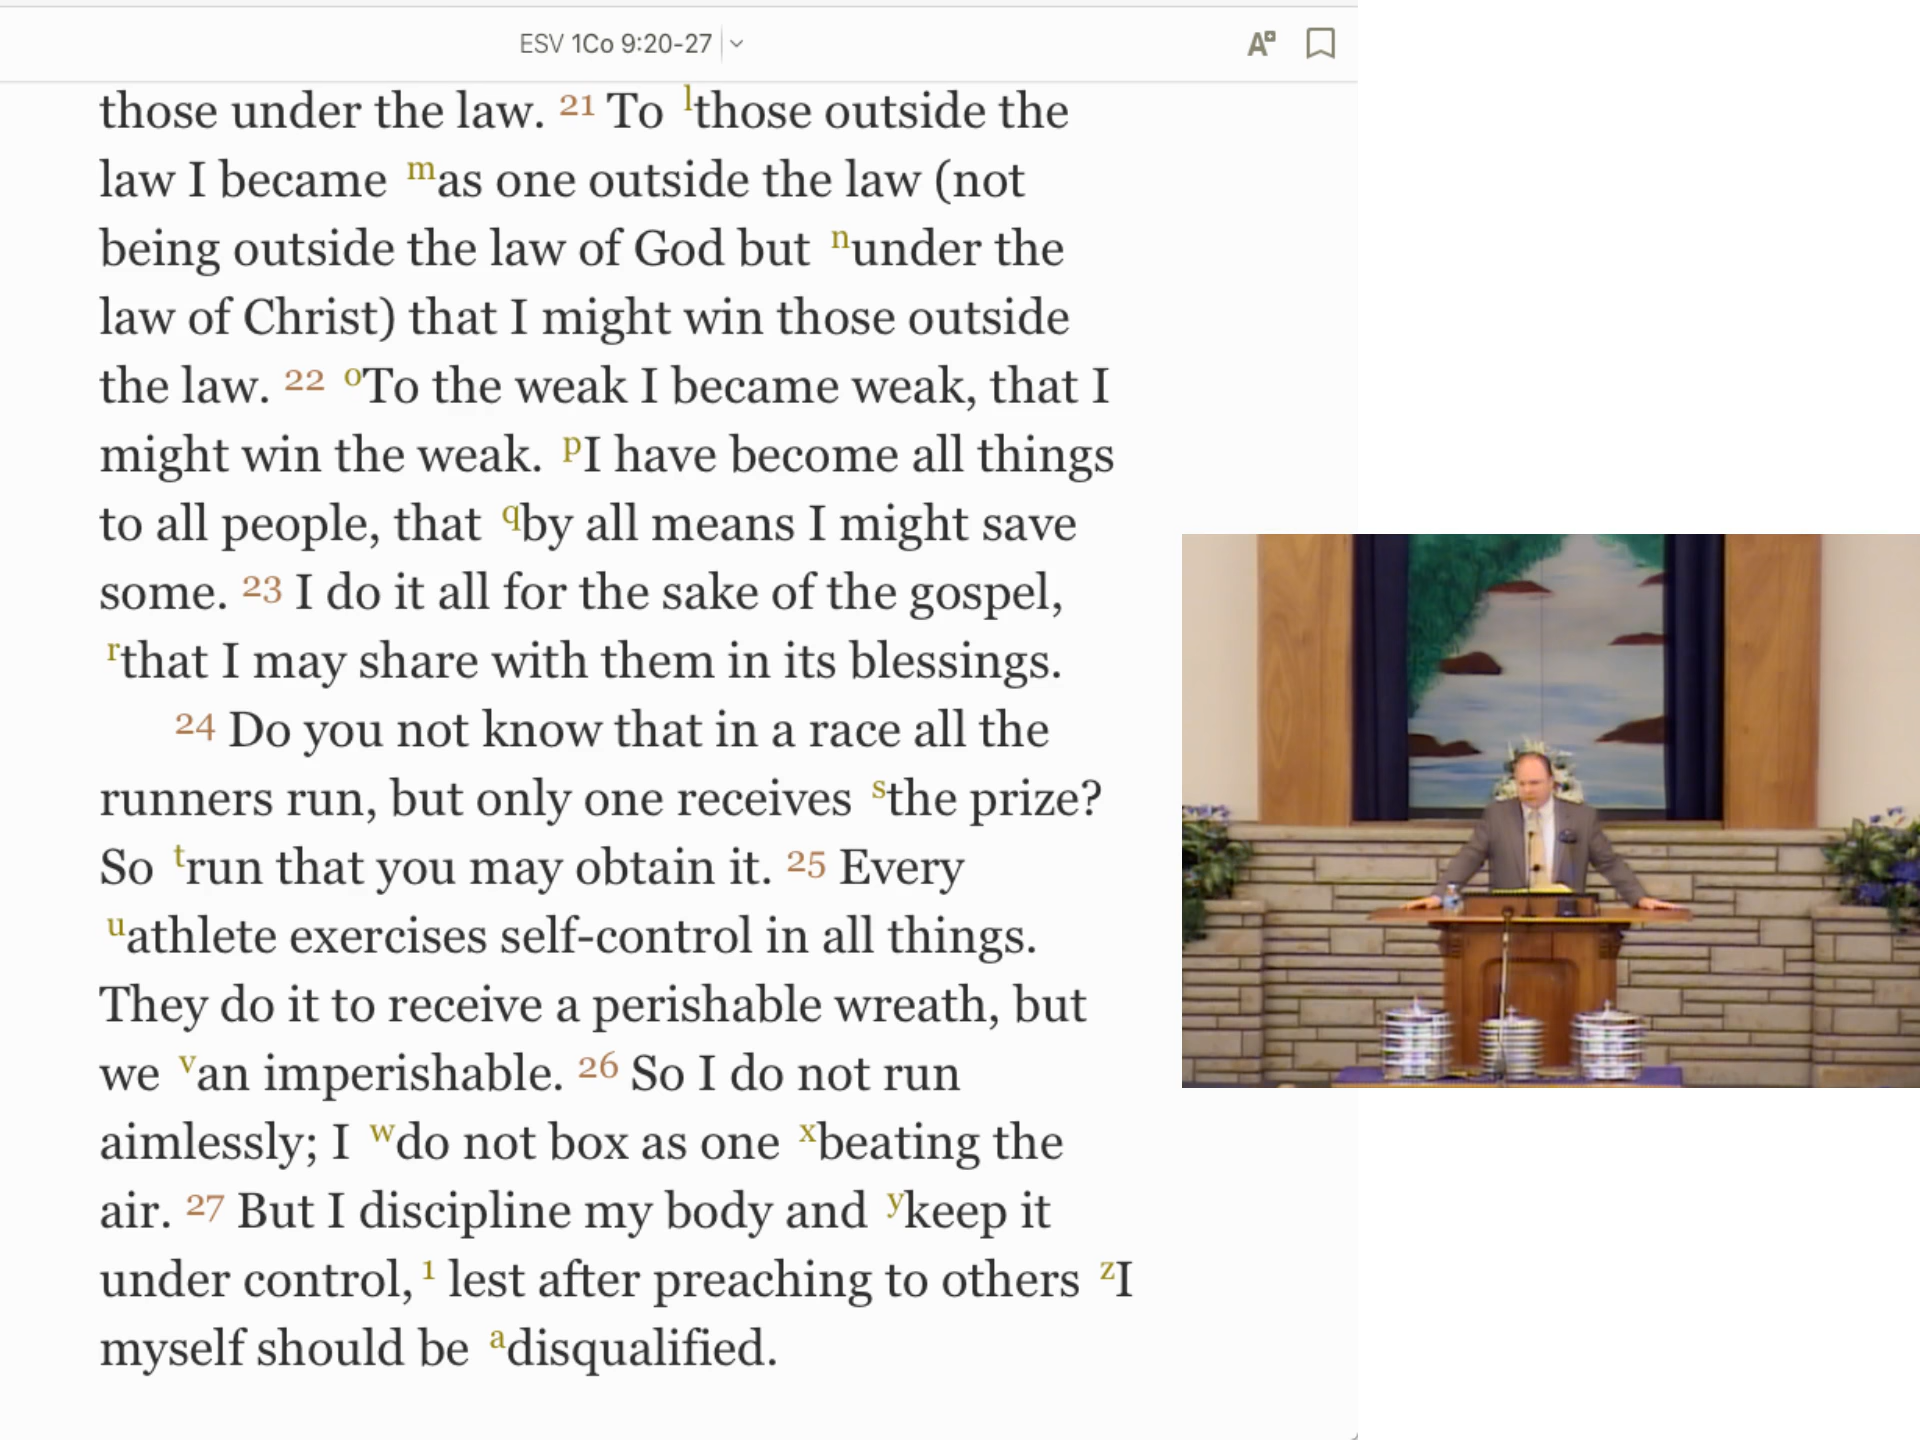 ESV 1Co 9:20-27
those under the law. 21 To lthose outside the
law I became mas one outside the law (not
being outside the law of God but nunder the
law of Christ) that I might win those outside
the law. 22 oTo the weak I became weak, that I
might win the weak. pI have become all things
to all people, that qby all means I might save
some. 23 I do it all for the sake of the gospel,
rthat I may share with them in its blessings.
24 Do you not know that in a race all the
runners run, but only one receives sthe prize?
So trun that you may obtain it. 25 Every
uathlete exercises self-control in all things.
They do it to receive a perishable wreath, but
we van imperishable. 26 So I do not run
aimlessly; I wdo not box as one xbeating the
air. 27 But I discipline my body and ykeep it
under control,1 lest after preaching to others zI
myself should be adisqualified.